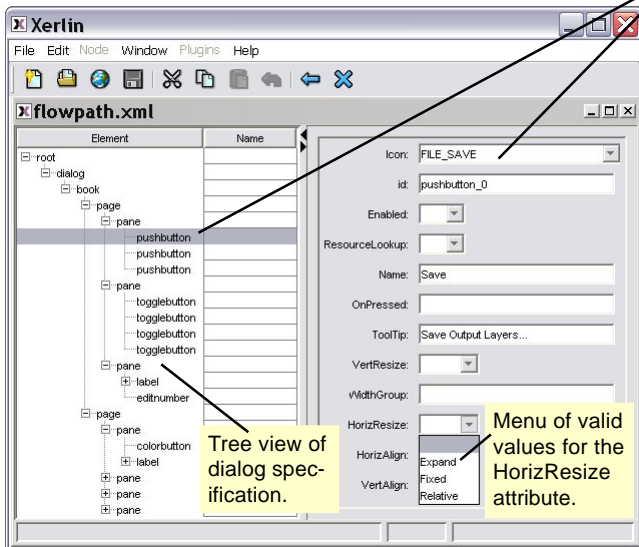 Xerlin
File Edit Node Window Plugins Help
flowpath.xml
Element Name
root
dialog
book
page
pane
pushbutton
pushbutton
pushbutton
pane
togglebutton
togglebutton
togglebutton
togglebutton
pane
label
editnumber
page
pane
colorbutton
label
pane
pane
pane
Icon: FILE_SAVE
id: pushbutton_0
Enabled:
ResourceLookup:
Name: Save
OnPressed:
ToolTip: Save Output Layers...
VertResize:
WidthGroup:
HorizResize:
Expand
Fixed
Relative
HorizAlign:
VertAlign:
Tree view of
dialog spec-
ification.
Menu of valid
values for the
HorizResize
attribute.